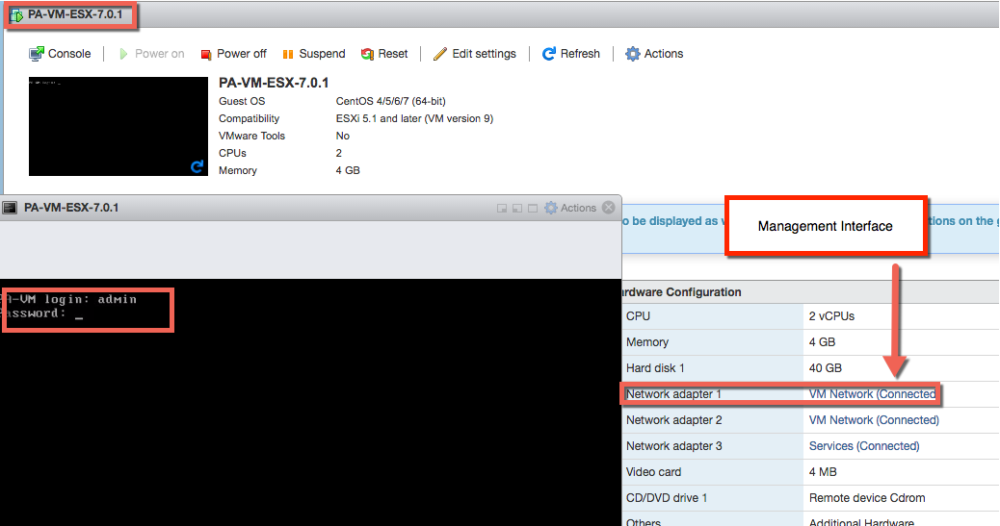 PA-VM-ESX-7.0.1
Console Power on Power off Suspend Reset Edit settings Refresh Actions
PA-VM-ESX-7.0.1
Guest OS CentOS 4/5/6/7 (64-bit)
Compatibility ESXi 5.1 and later (VM version 9)
VMware Tools No
CPUs 2
Memory 4 GB
PA-VM-ESX-7.0.1 Actions
PA-VM login: admin
Password: _
o be displayed as
tions on the g
Management Interface
rdware Configuration
CPU 2 vCPUs
Memory 4 GB
Hard disk 1 40 GB
Network adapter 1 VM Network (Connected
Network adapter 2 VM Network (Connected)
Network adapter 3 Services (Connected)
Video card 4 MB
CD/DVD drive 1 Remote device Cdrom
Others Additional Hardware